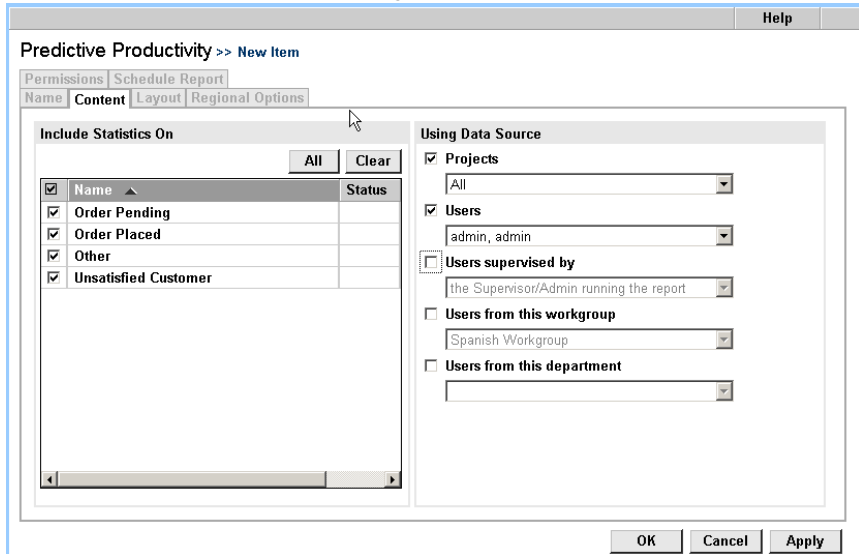 Help
Predictive Productivity >> New Item
Permissions Schedule Report
Name Content Layout Regional Options
Include Statistics On
All Clear
Name Status
Order Pending
Order Placed
Other
Unsatisfied Customer
Using Data Source
Projects
All
Users
admin, admin
Users supervised by
the Supervisor/Admin running the report
Users from this workgroup
Spanish Workgroup
Users from this department
OK Cancel Apply